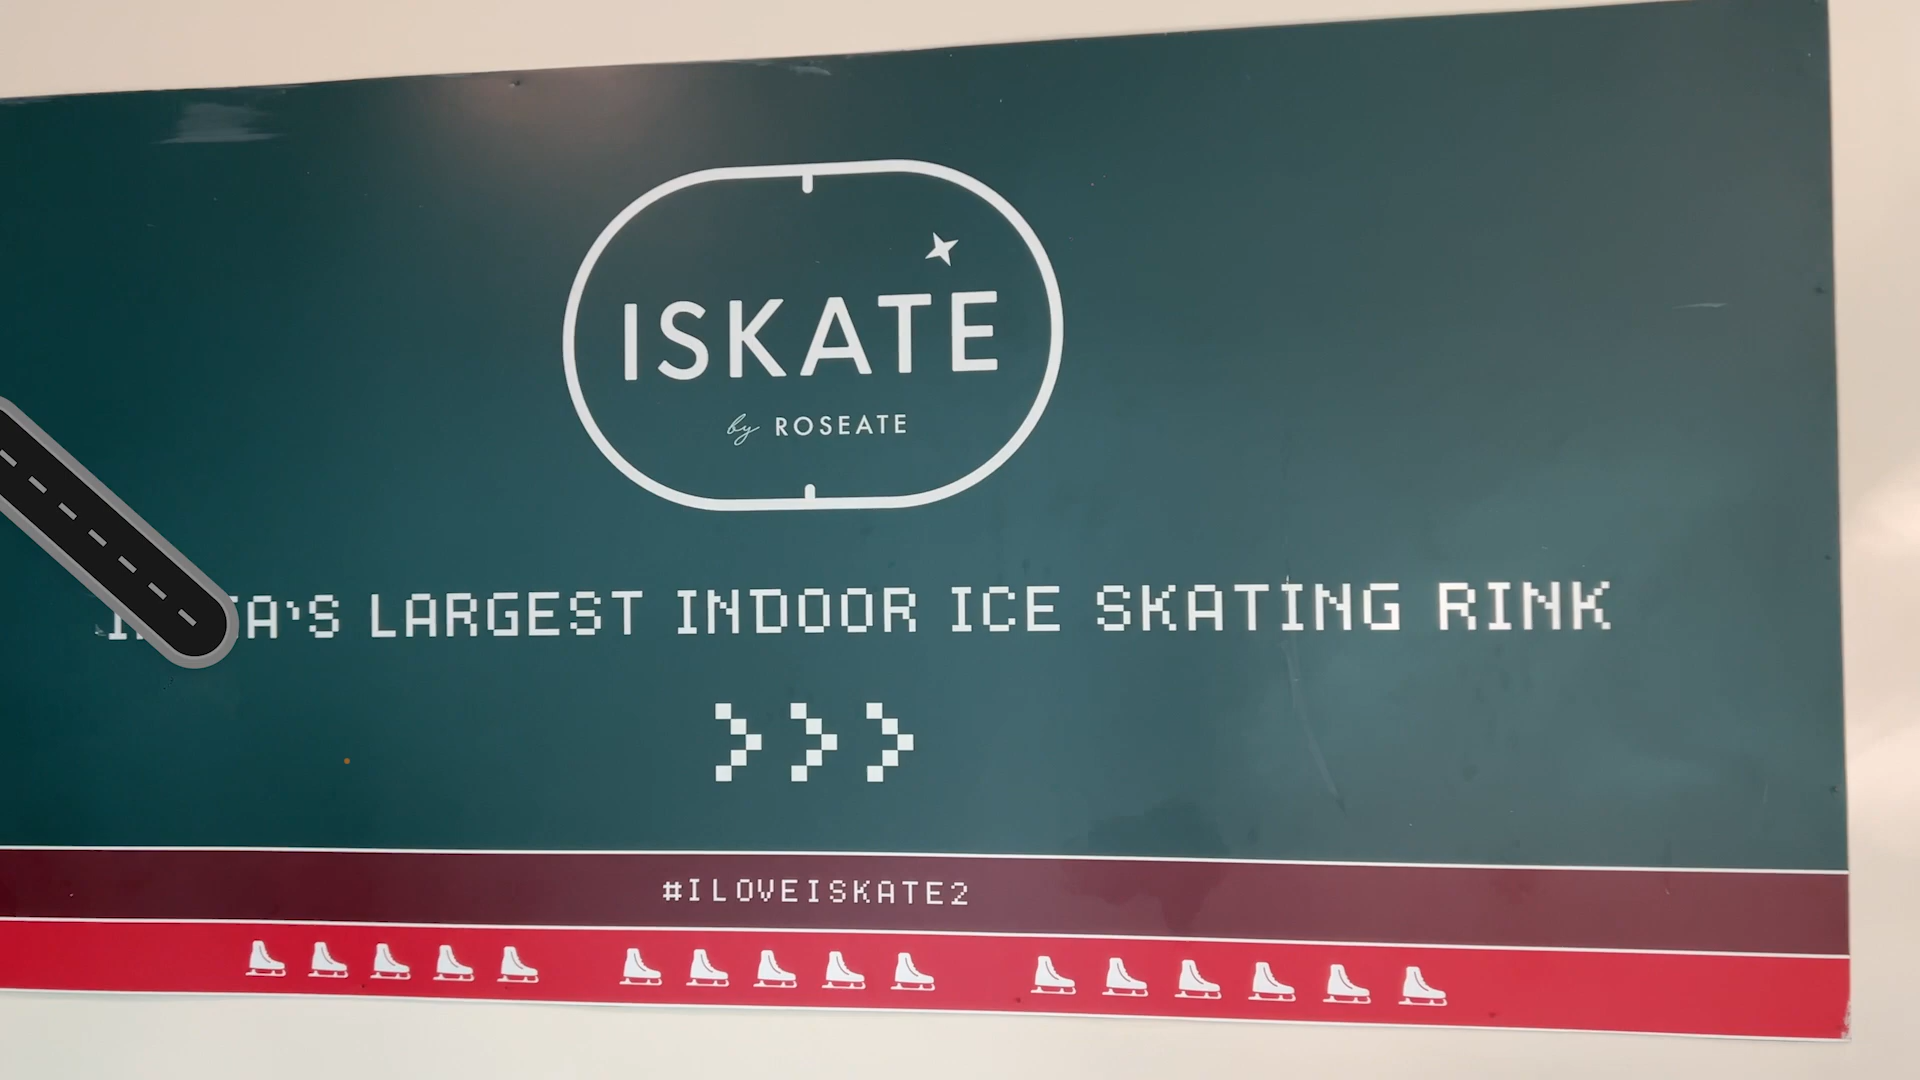 ISKATE
by ROSEATE
LARGEST INDOOR ICE SKATING RINK
#ILOVEISKATE2